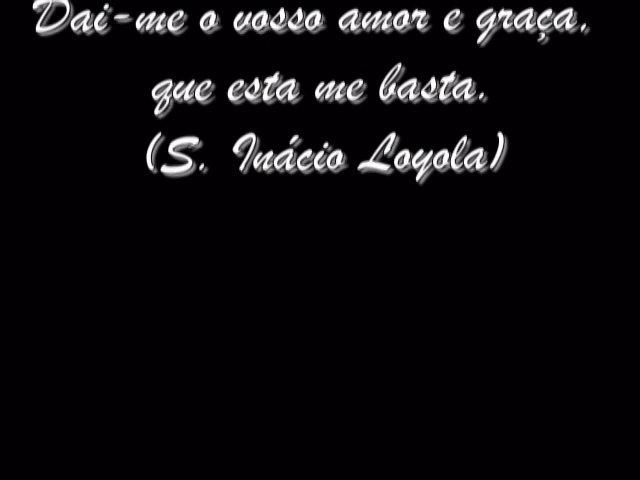 Dai-me o vosso amor e graça,
que esta me basta.
(S. Inácio Loyola)